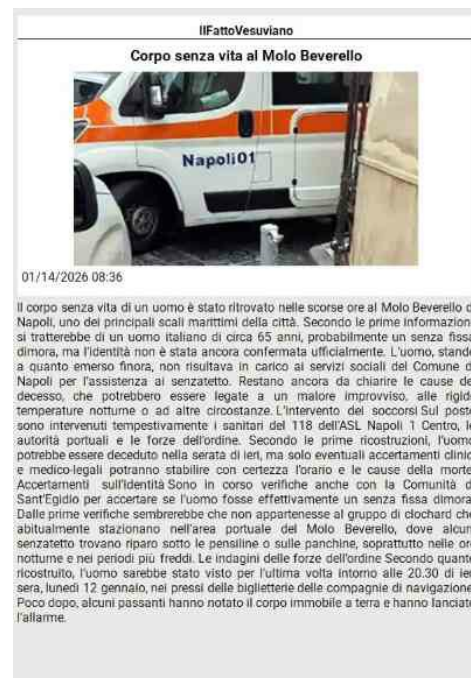 IlFattoVesuviano
Corpo senza vita al Molo Beverello
Napoli01
01/14/2026 08:36
Il corpo senza vita di un uomo è stato ritrovato nelle scorse ore al Molo Beverello d
Napoli, uno dei principali scali marittimi della città. Secondo le prime informazion
si tratterebbe di un uomo italiano di circa 65 anni, probabilmente un senza fissa
dimora, ma l'identità non è stata ancora confermata ufficialmente. L'uomo, stand
a quanto emerso finora, non risultava in carico ai servizi sociali del Comune d
Napoli per l'assistenza ai senzatetto. Restano ancora da chiarire le cause de
decesso, che potrebbero essere legate a un malore improvviso, alle rigid
temperature notturne o ad altre circostanze. L'intervento dei soccorsi Sul posto
sono intervenuti tempestivamente i sanitari del 118 dell'ASL Napoli 1 Centro, le
autorità portuali e le forze dell'ordine. Secondo le prime ricostruzioni, l'uomo
potrebbe essere deceduto nella serata di ieri, ma solo eventuali accertamenti clinic
e medico-legali potranno stabilire con certezza l'orario e le cause della morte.
Accertamenti sull'identità Sono in corso verifiche anche con la Comunità d
Sant'Egidio per accertare se l'uomo fosse effettivamente un senza fissa dimora.
Dalle prime verifiche sembrerebbe che non appartenesse al gruppo di clochard che
abitualmente stazionano nell'area portuale del Molo Beverello, dove alcun
senzatetto trovano riparo sotto le pensiline o sulle panchine, soprattutto nelle ore
notturne e nei periodi più freddi. Le indagini delle forze dell'ordine Secondo quanto
ricostruito, l'uomo sarebbe stato visto per l'ultima volta intorno alle 20.30 di ier
sera, lunedì 12 gennaio, nei pressi delle biglietterie delle compagnie di navigazione.
Poco dopo, alcuni passanti hanno notato il corpo immobile a terra e hanno lanciato
l'allarme.